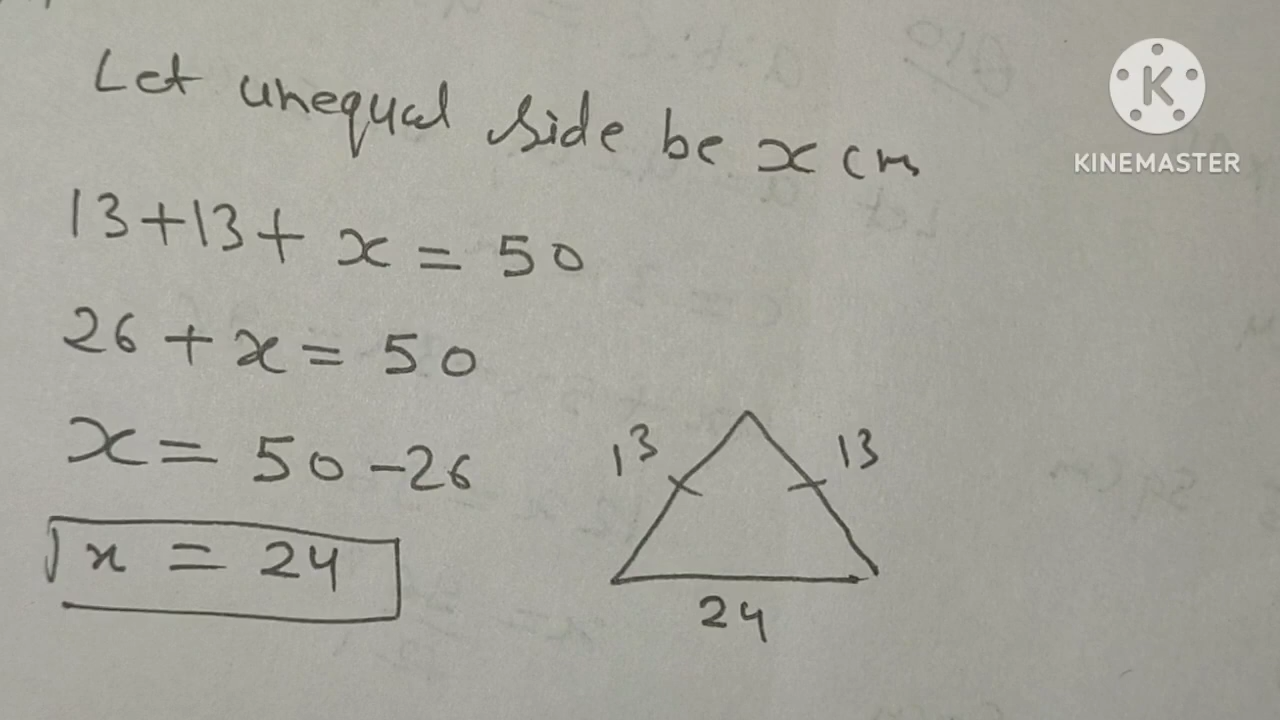 Let unequal side be x cm
13+13+ x = 50
26 + x = 50
x = 50 - 26
x = 24
13
13
24
K
KINEMASTER